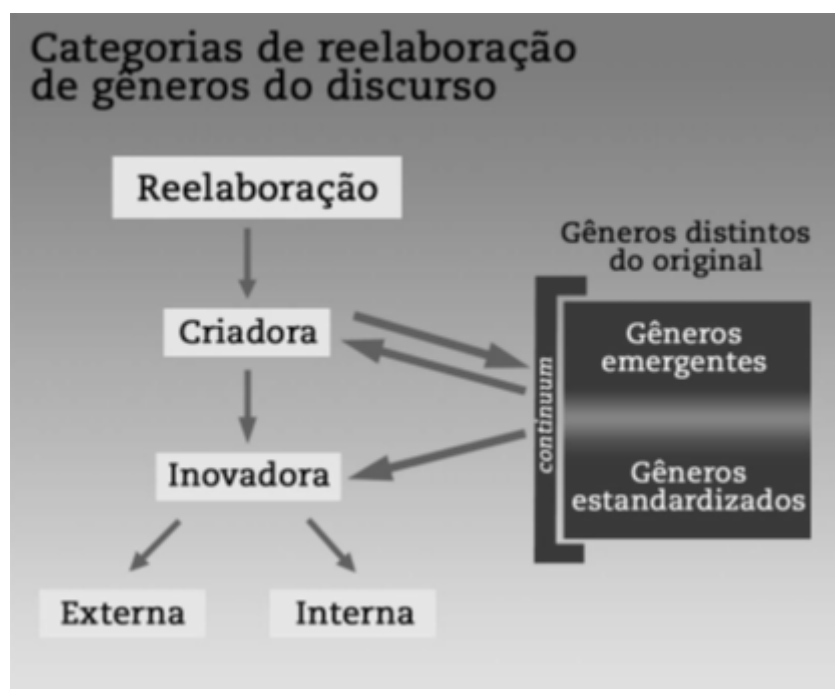 Categorias de reelaboração
de gêneros do discurso
Reelaboração
Gêneros distintos
do original
Criadora
Gêneros
emergentes
continuum
Inovadora
Gêneros
estandardizados
Externa
Interna